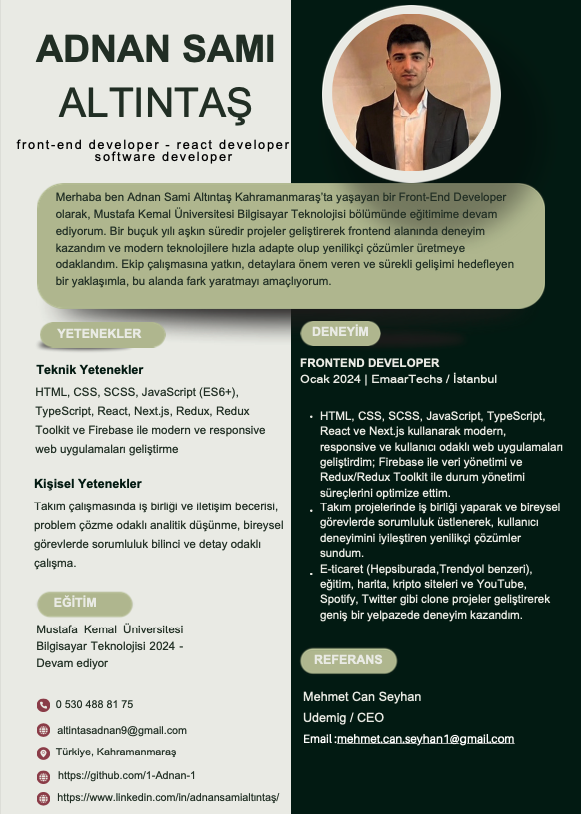 ADNAN SAMI
ALTINTAŞ
front-end developer - react developer
software developer
Merhaba ben Adnan Sami Altıntaş Kahramanmaraş'ta yaşayan bir Front-End Developer
olarak, Mustafa Kemal Üniversitesi Bilgisayar Teknolojisi bölümünde eğitimime devam
ediyorum. Bir buçuk yılı aşkın süredir projeler geliştirerek frontend alanında deneyim
kazandım ve modern teknolojilere hızla adapte olup yenilikçi çözümler üretmeye
odaklandım. Ekip çalışmasına yatkın, detaylara önem veren ve sürekli gelişimi hedefleyen
bir yaklaşımla, bu alanda fark yaratmayı amaçlıyorum.
YETENEKLER
Teknik Yetenekler
HTML, CSS, SCSS, JavaScript (ES6+),
TypeScript, React, Next.js, Redux, Redux
Toolkit ve Firebase ile modern ve responsive
web uygulamaları geliştirme
Kişisel Yetenekler
Takım çalışmasında iş birliği ve iletişim becerisi,
problem çözme odaklı analitik düşünme, bireysel
görevlerde sorumluluk bilinci ve detay odaklı
çalışma.
EĞİTİM
Mustafa Kemal Üniversitesi
Bilgisayar Teknolojisi 2024 -
Devam ediyor
0 530 488 81 75
altintasadnan9@gmail.com
Türkiye, Kahramanmaraş
https://github.com/1-Adnan-1
https://www.linkedin.com/in/adnansamialtıntaş/
DENEYİM
FRONTEND DEVELOPER
Ocak 2024 | EmaarTechs / İstanbul
• HTML, CSS, SCSS, JavaScript, TypeScript,
React ve Next.js kullanarak modern,
responsive ve kullanıcı odaklı web uygulamaları
geliştirdim; Firebase ile veri yönetimi ve
Redux/Redux Toolkit ile durum yönetimi
süreçlerini optimize ettim.
• Takım projelerinde iş birliği yaparak ve bireysel
görevlerde sorumluluk üstlenerek, kullanıcı
deneyimini iyileştiren yenilikçi çözümler
sundum.
• E-ticaret (Hepsiburada,Trendyol benzeri),
eğitim, harita, kripto siteleri ve YouTube,
Spotify, Twitter gibi clone projeler geliştirerek
geniş bir yelpazede deneyim kazandım.
REFERANS
Mehmet Can Seyhan
Udemig / CEO
Email :mehmet.can.seyhan1@gmail.com